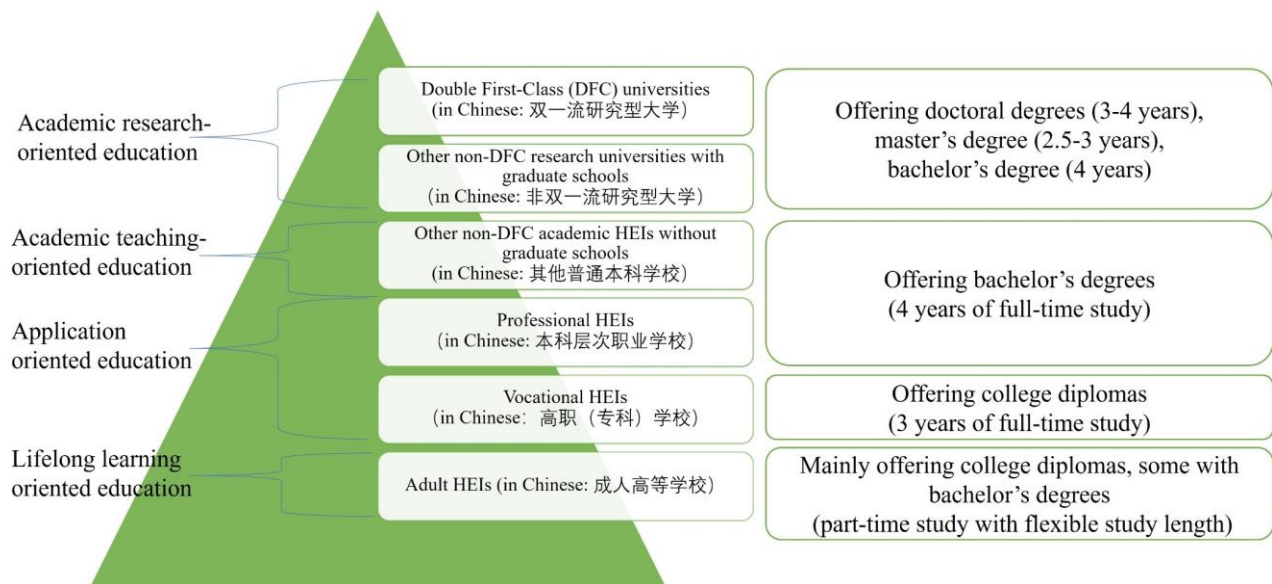 Academic research-
oriented education
Double First-Class (DFC) universities
(in Chinese: 双一流研究型大学)
Other non-DFC research universities with
graduate schools
(in Chinese: 非双一流研究型大学)
Offering doctoral degrees (3-4 years),
master’s degree (2.5-3 years),
bachelor’s degree (4 years)
Academic teaching-
oriented education
Other non-DFC academic HEIs without
graduate schools
(in Chinese: 其他普通本科学校)
Application
oriented education
Professional HEIs
(in Chinese: 本科层次职业学校)
Offering bachelor’s degrees
(4 years of full-time study)
Vocational HEIs
(in Chinese: 高职（专科）学校)
Offering college diplomas
(3 years of full-time study)
Lifelong learning
oriented education
Adult HEIs (in Chinese: 成人高等学校)
Mainly offering college diplomas, some with
bachelor’s degrees
(part-time study with flexible study length)